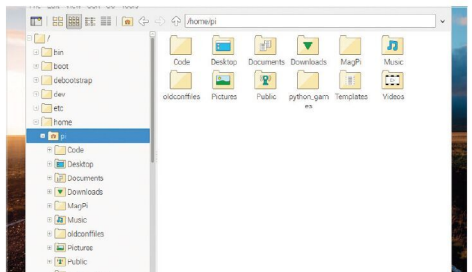 /home/pi
/
bin
boot
debootstrap
dev
etc
home
pi
Code
Desktop
Documents
Downloads
MagPi
Music
oldconffiles
Pictures
Public
Code Desktop Documents Downloads MagPi Music
oldconffiles Pictures Public python_gam Templates Videos
es